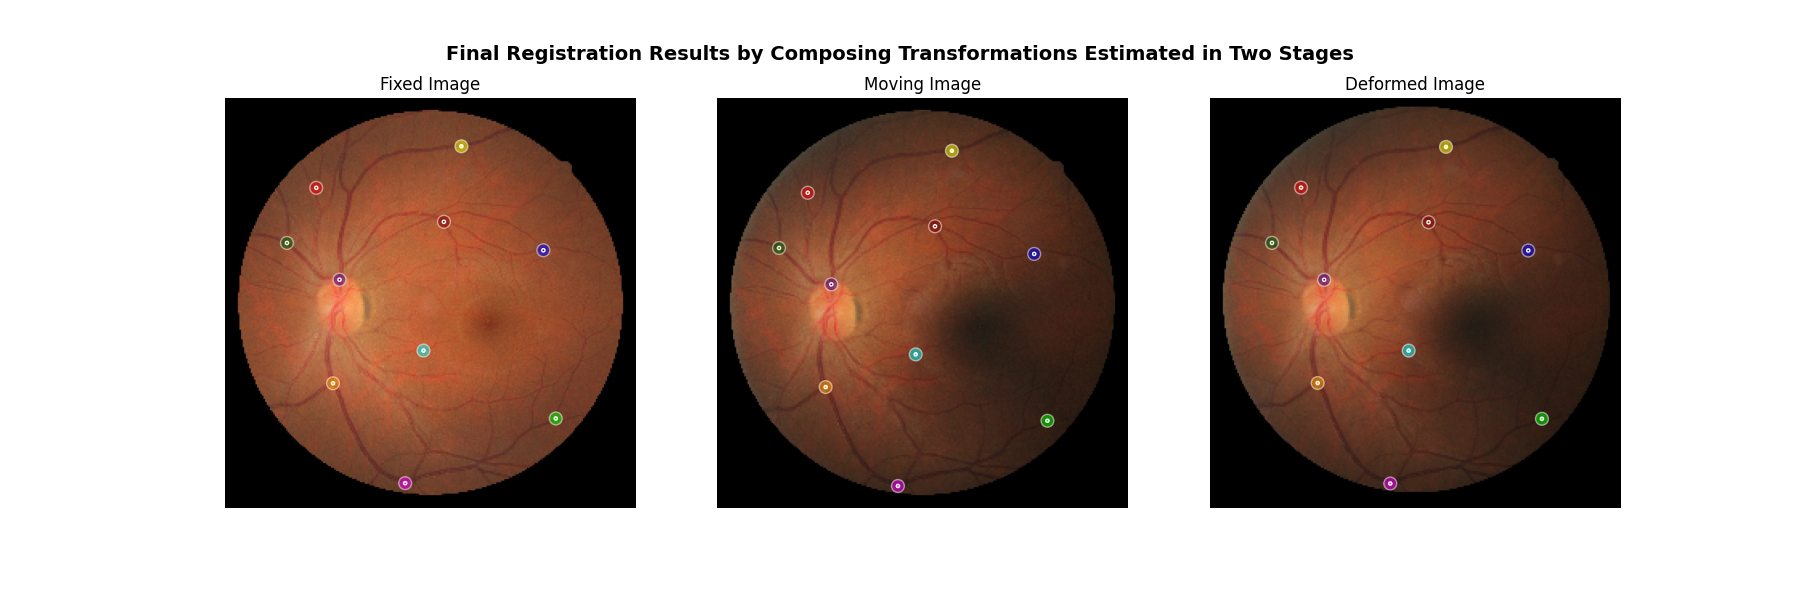 Final Registration Results by Composing Transformations Estimated in Two Stages
Fixed Image
Moving Image
Deformed Image